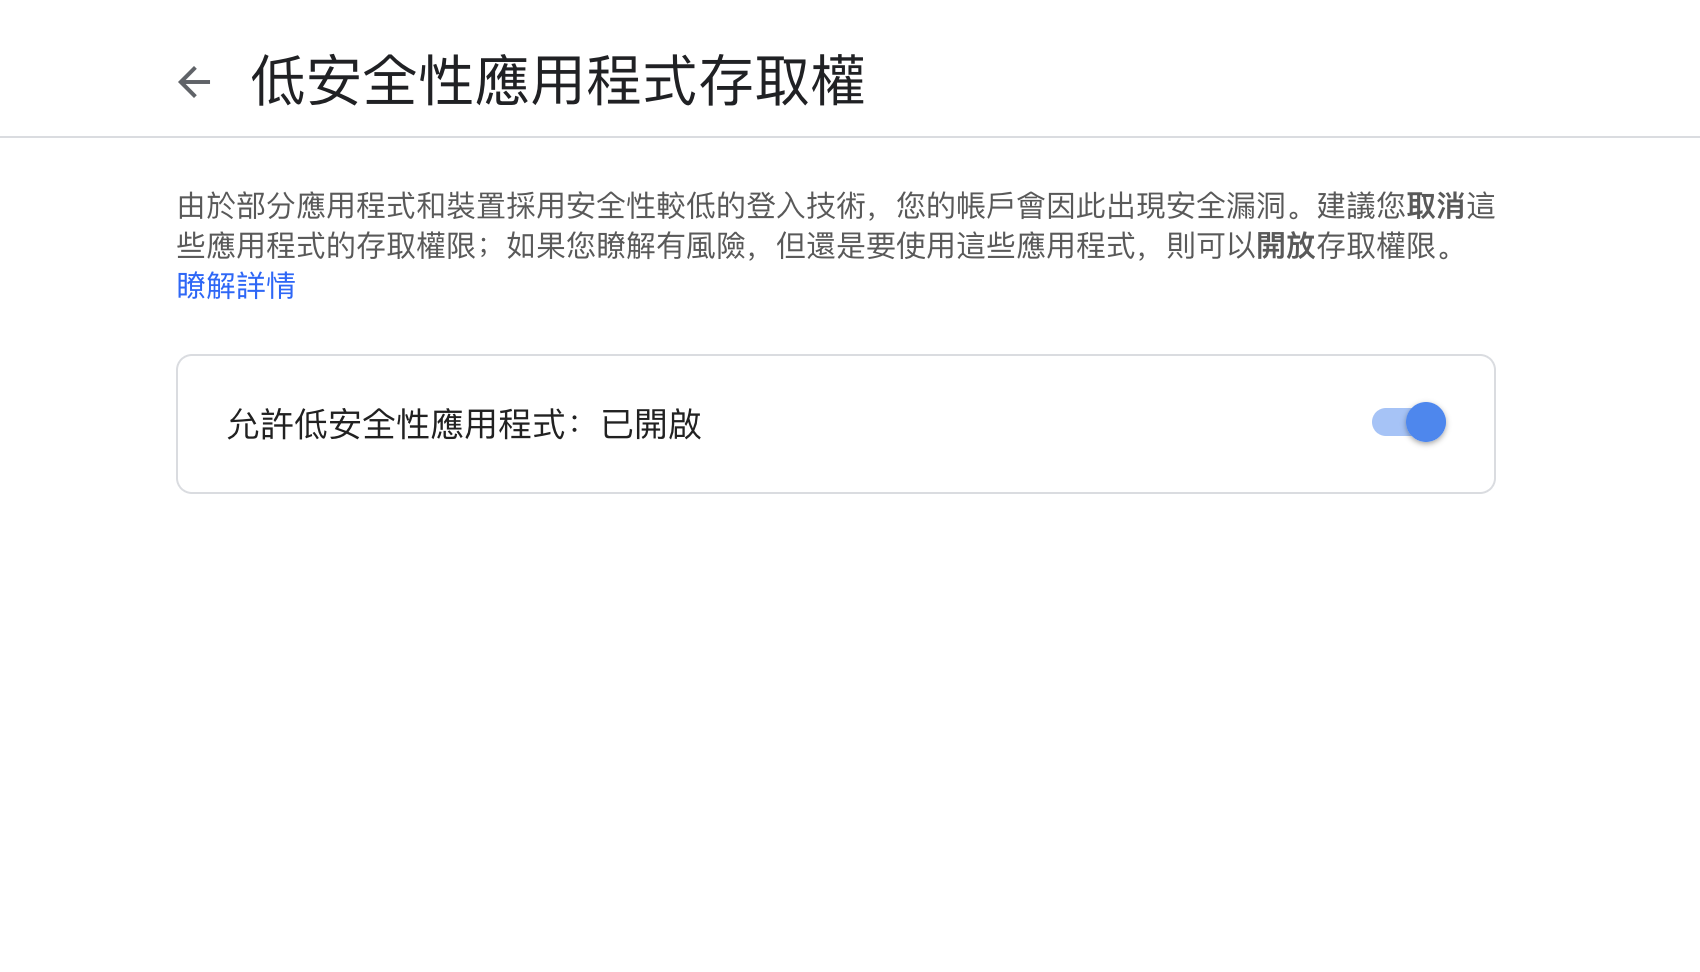 低安全性應用程式存取權
由於部分應用程式和裝置採用安全性較低的登入技術，您的帳戶會因此出現安全漏洞。建議您取消這
些應用程式的存取權限；如果您瞭解有風險，但還是要使用這些應用程式，則可以開放存取權限。
瞭解詳情
允許低安全性應用程式：已開啟